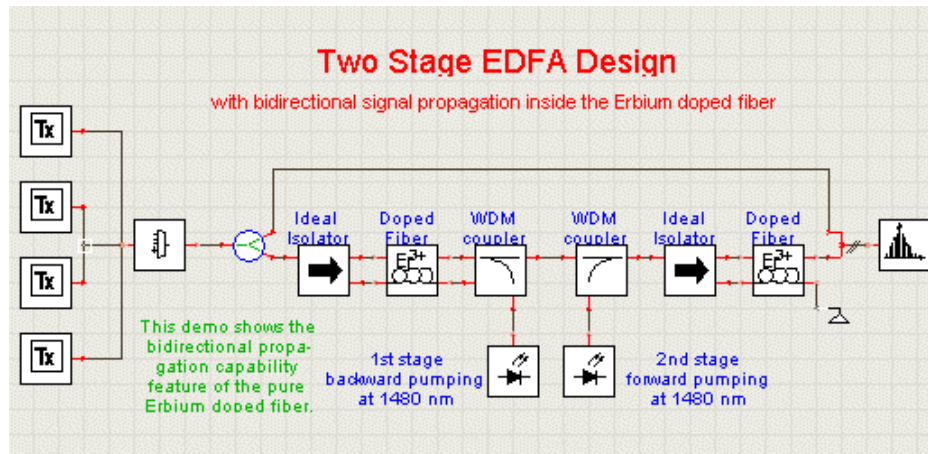 Two Stage EDFA Design
with bidirectional signal propagation inside the Erbium doped fiber
Tx
Tx
Tx
Tx
Ideal
Isolator
Doped
Fiber
WDM
coupler
WDM
coupler
Ideal
Isolator
Doped
Fiber
E³⁺
E³⁺
This demo shows the
bidirectional propa-
gation capability
feature of the pure
Erbium doped fiber.
1st stage
backward pumping
at 1480 nm
2nd stage
forward pumping
at 1480 nm